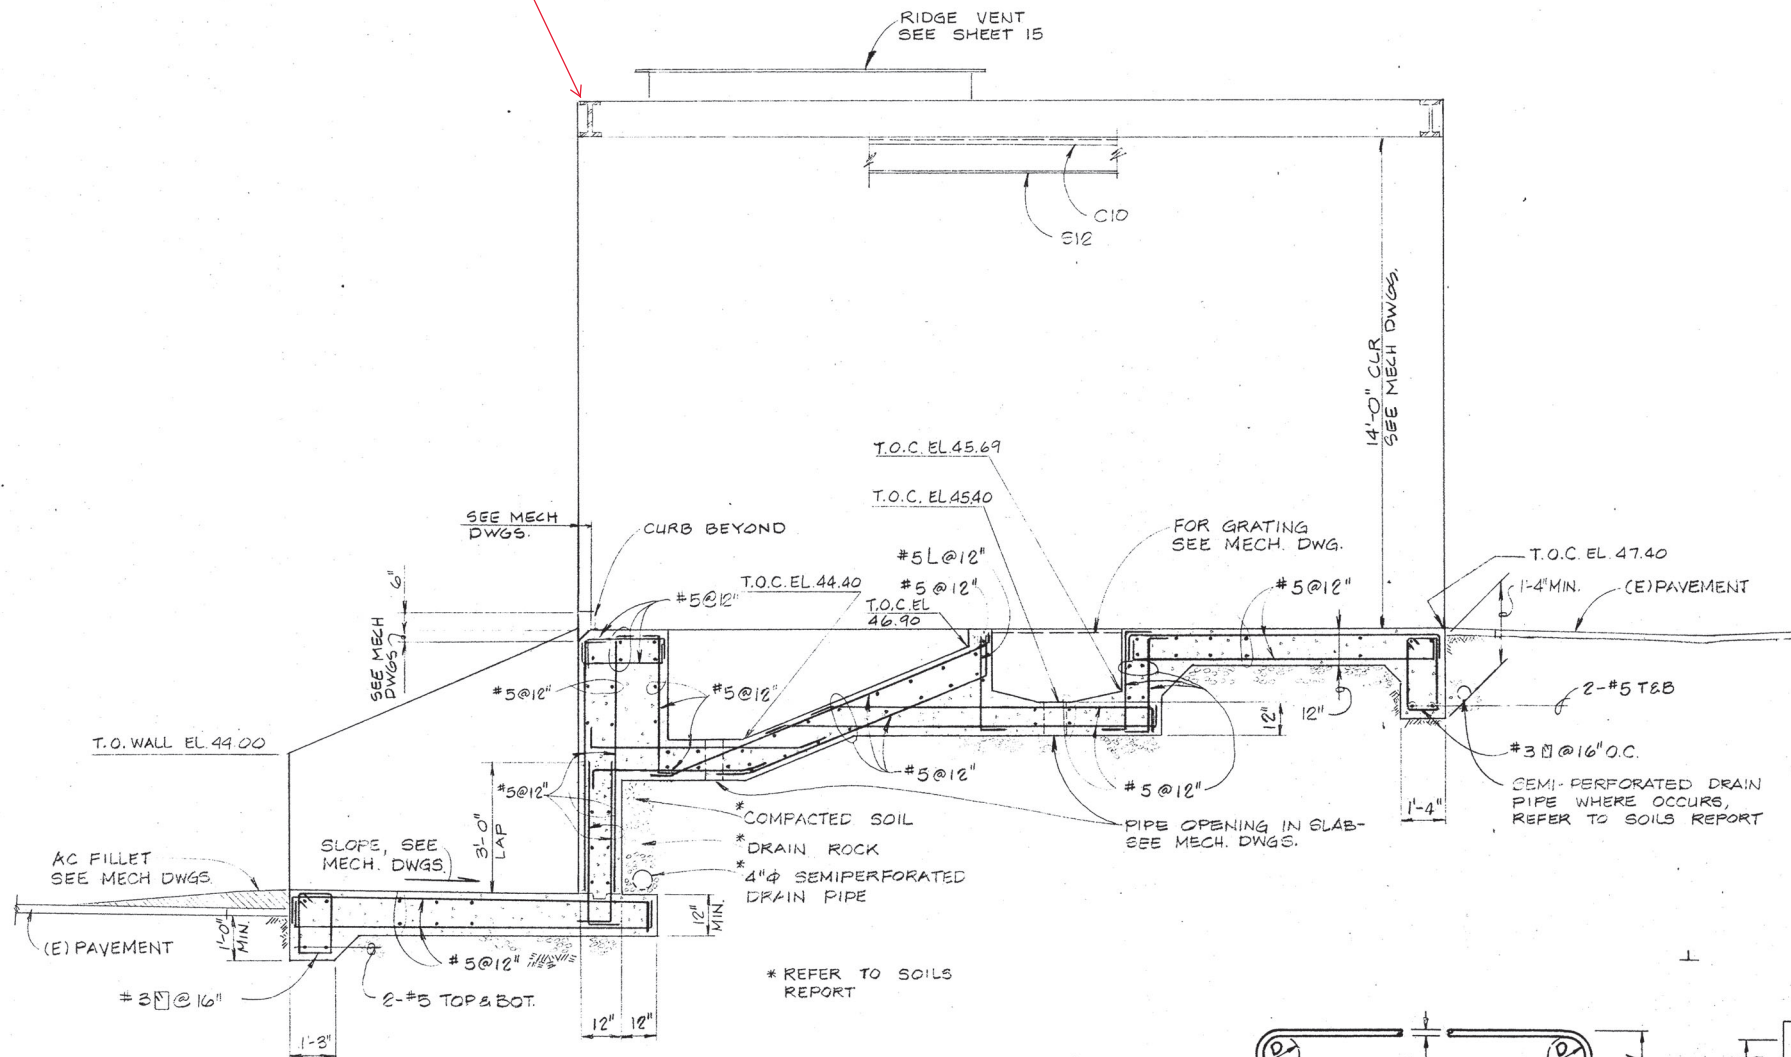 RIDGE VENT
SEE SHEET 15
C10
S12
14'-0" CLR
SEE MECH DWGS.
T.O.C. EL.45.69
T.O.C. EL.45.40
SEE MECH
DWGS.
CURB BEYOND
FOR GRATING
SEE MECH. DWG.
#5L@12"
#5@12"
T.O.C. EL.44.40
T.O.C. EL
46.90
#5@12"
#5@12"
T.O.C. EL. 47.40
1'-4" MIN.
(E) PAVEMENT
6"
SEE MECH
DWGS
#5@12"
#5@12"
2-#5 T&B
12"
12"
T.O. WALL EL. 44.00
#3 @16" O.C.
#5@12"
#5@12"
#5@12"
SEMI-PERFORATED DRAIN
PIPE WHERE OCCURS,
REFER TO SOILS REPORT
1'-4"
3'-0"
LAP
*COMPACTED SOIL
PIPE OPENING IN SLAB-
SEE MECH. DWGS.
SLOPE, SEE
MECH. DWGS.
*DRAIN ROCK
AC FILLET
SEE MECH DWGS.
*4"φ SEMIPERFORATED
DRAIN PIPE
12"
MIN.
1'-0"
MIN.
(E) PAVEMENT
#5@12"
#3 @16"
2-#5 TOP & BOT.
* REFER TO SOILS
REPORT
12"
12"
1'-3"
D
D